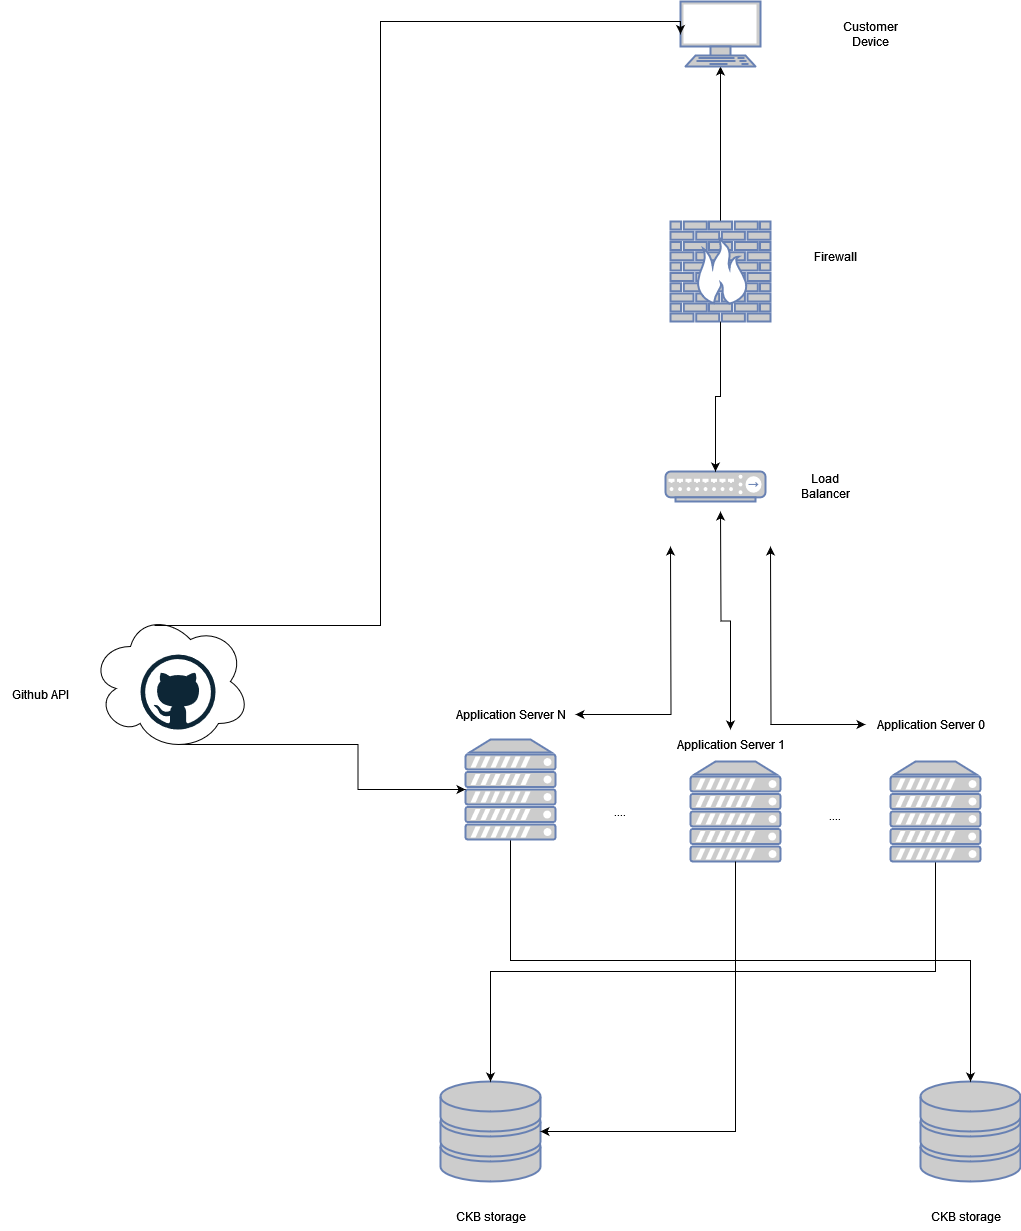 Customer
Device
Firewall
Load
Balancer
Github API
Application Server N
Application Server 1
Application Server 0
....
....
CKB storage
CKB storage